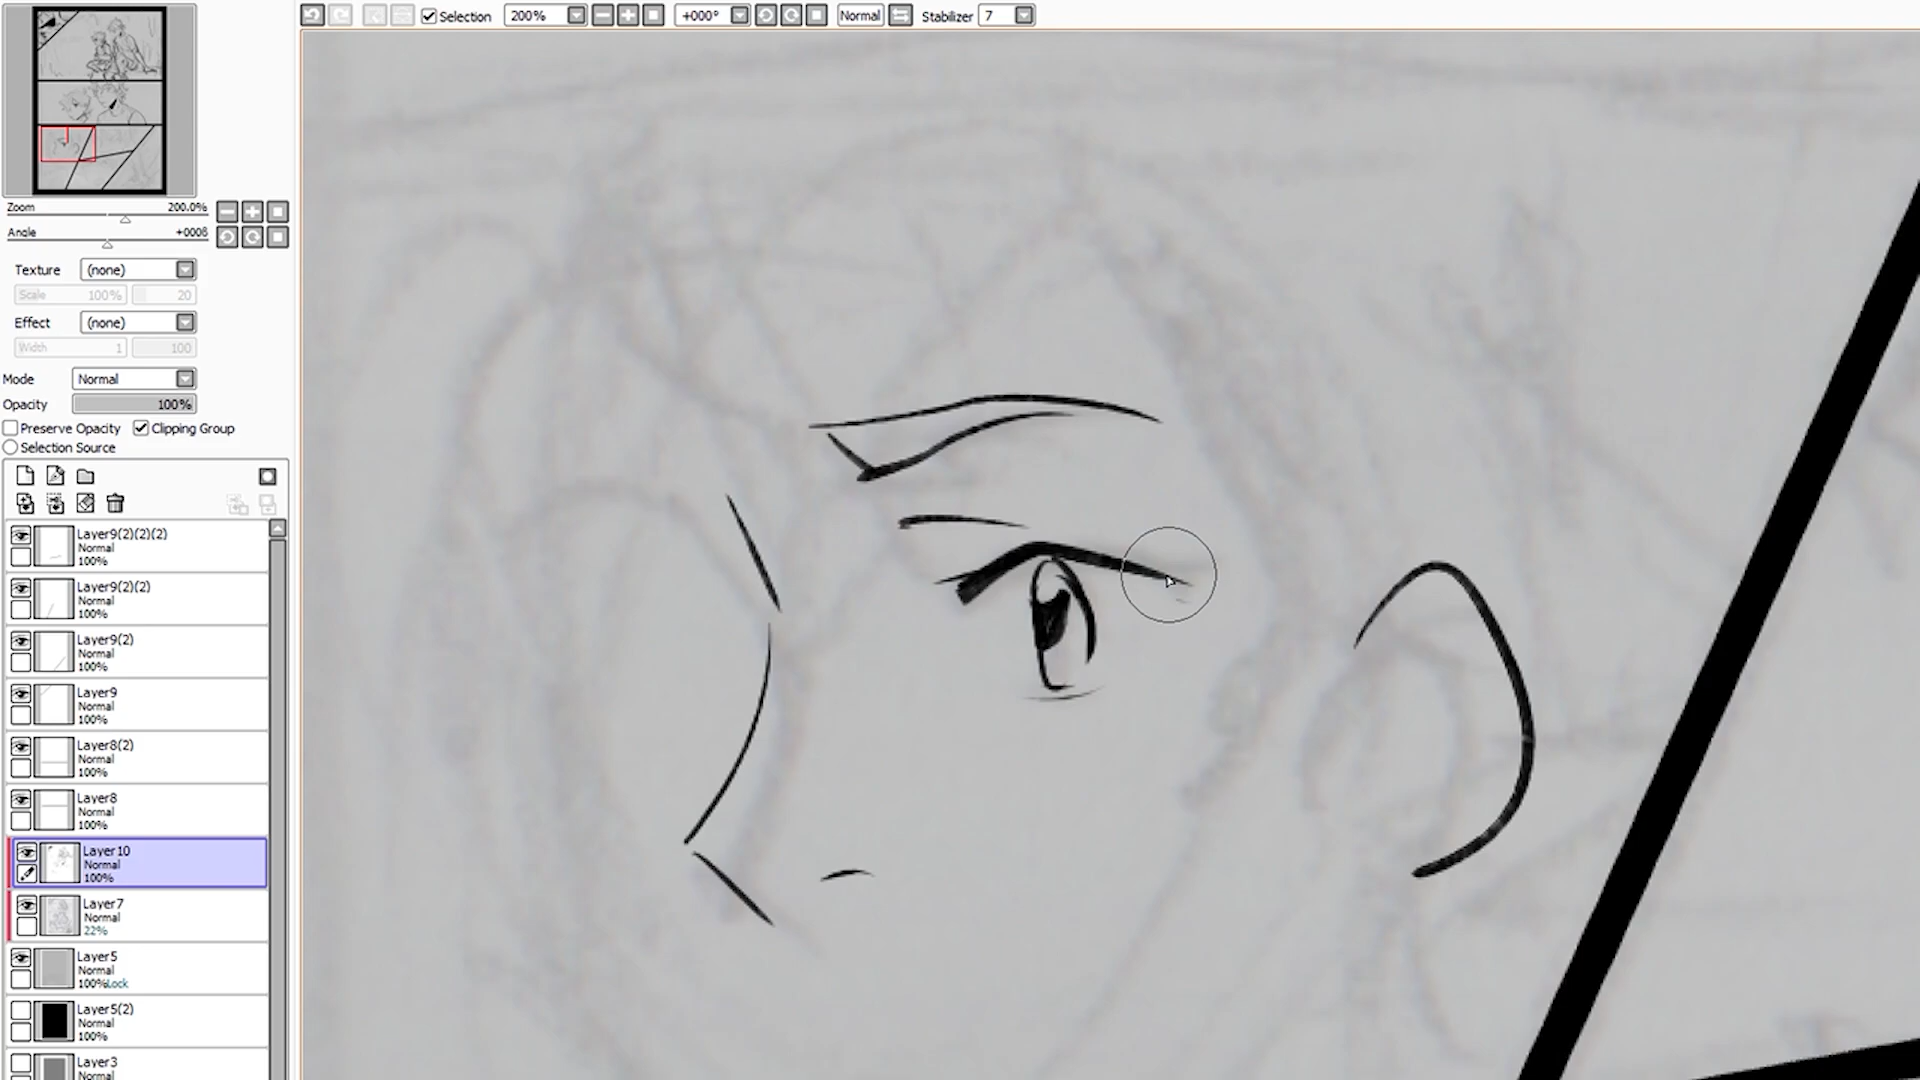 Selection 200% +000° Normal Stabilizer 7
Zoom 200.0%
Angle +000ß
Texture (none)
Scale 100% 20
Effect (none)
Width 1 100
Mode Normal
Opacity 100%
Preserve Opacity Clipping Group
Selection Source
Layer9(2)(2)(2)
Normal
100%
Layer9(2)(2)
Normal
100%
Layer9(2)
Normal
100%
Layer9
Normal
100%
Layer8(2)
Normal
100%
Layer8
Normal
100%
Layer10
Normal
100%
Layer7
Normal
22%
Layer5
Normal
100%Lock
Layer5(2)
Normal
100%
Layer3
Normal